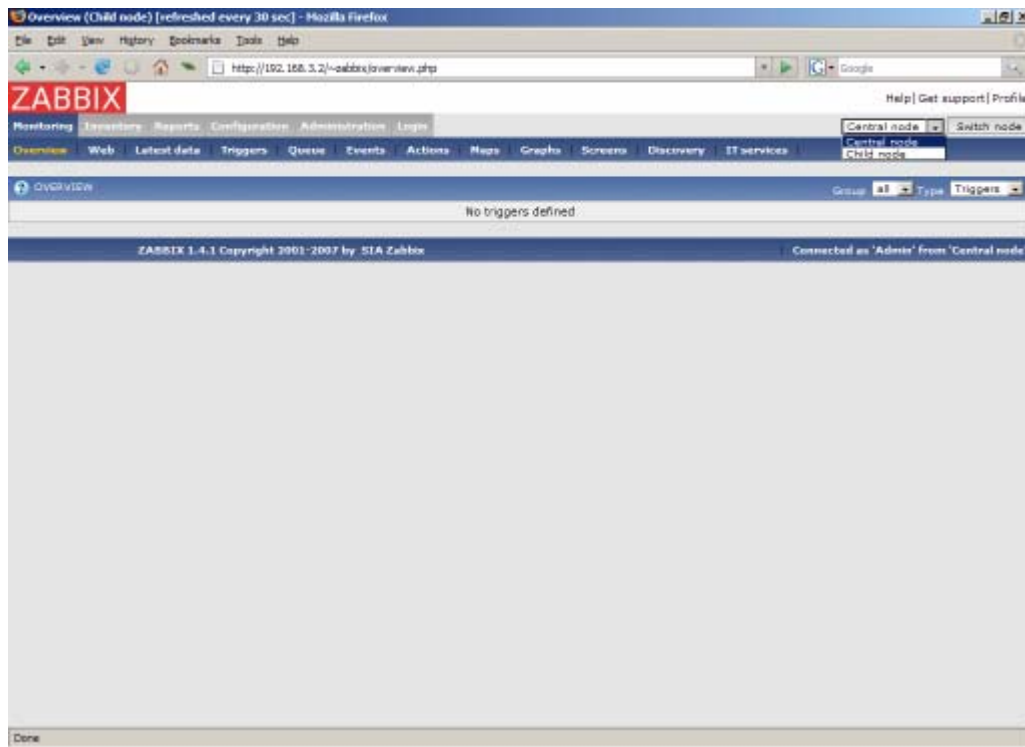 Overview (Child node) [refreshed every 30 sec] - Mozilla Firefox
File Edit View History Bookmarks Tools Help
http://192.168.3.2/~zabbix/overview.php Google
ZABBIX
Help | Get support | Profile
Monitoring Inventory Reports Configuration Administration Login Central node Switch node
Central node
Child node
Overview Web Latest data Triggers Queue Events Actions Maps Graphs Screens Discovery IT services
OVERVIEW Group all Type Triggers
No triggers defined
ZABBIX 1.4.1 Copyright 2001-2007 by SIA Zabbix Connected as 'Admin' from 'Central node
Done